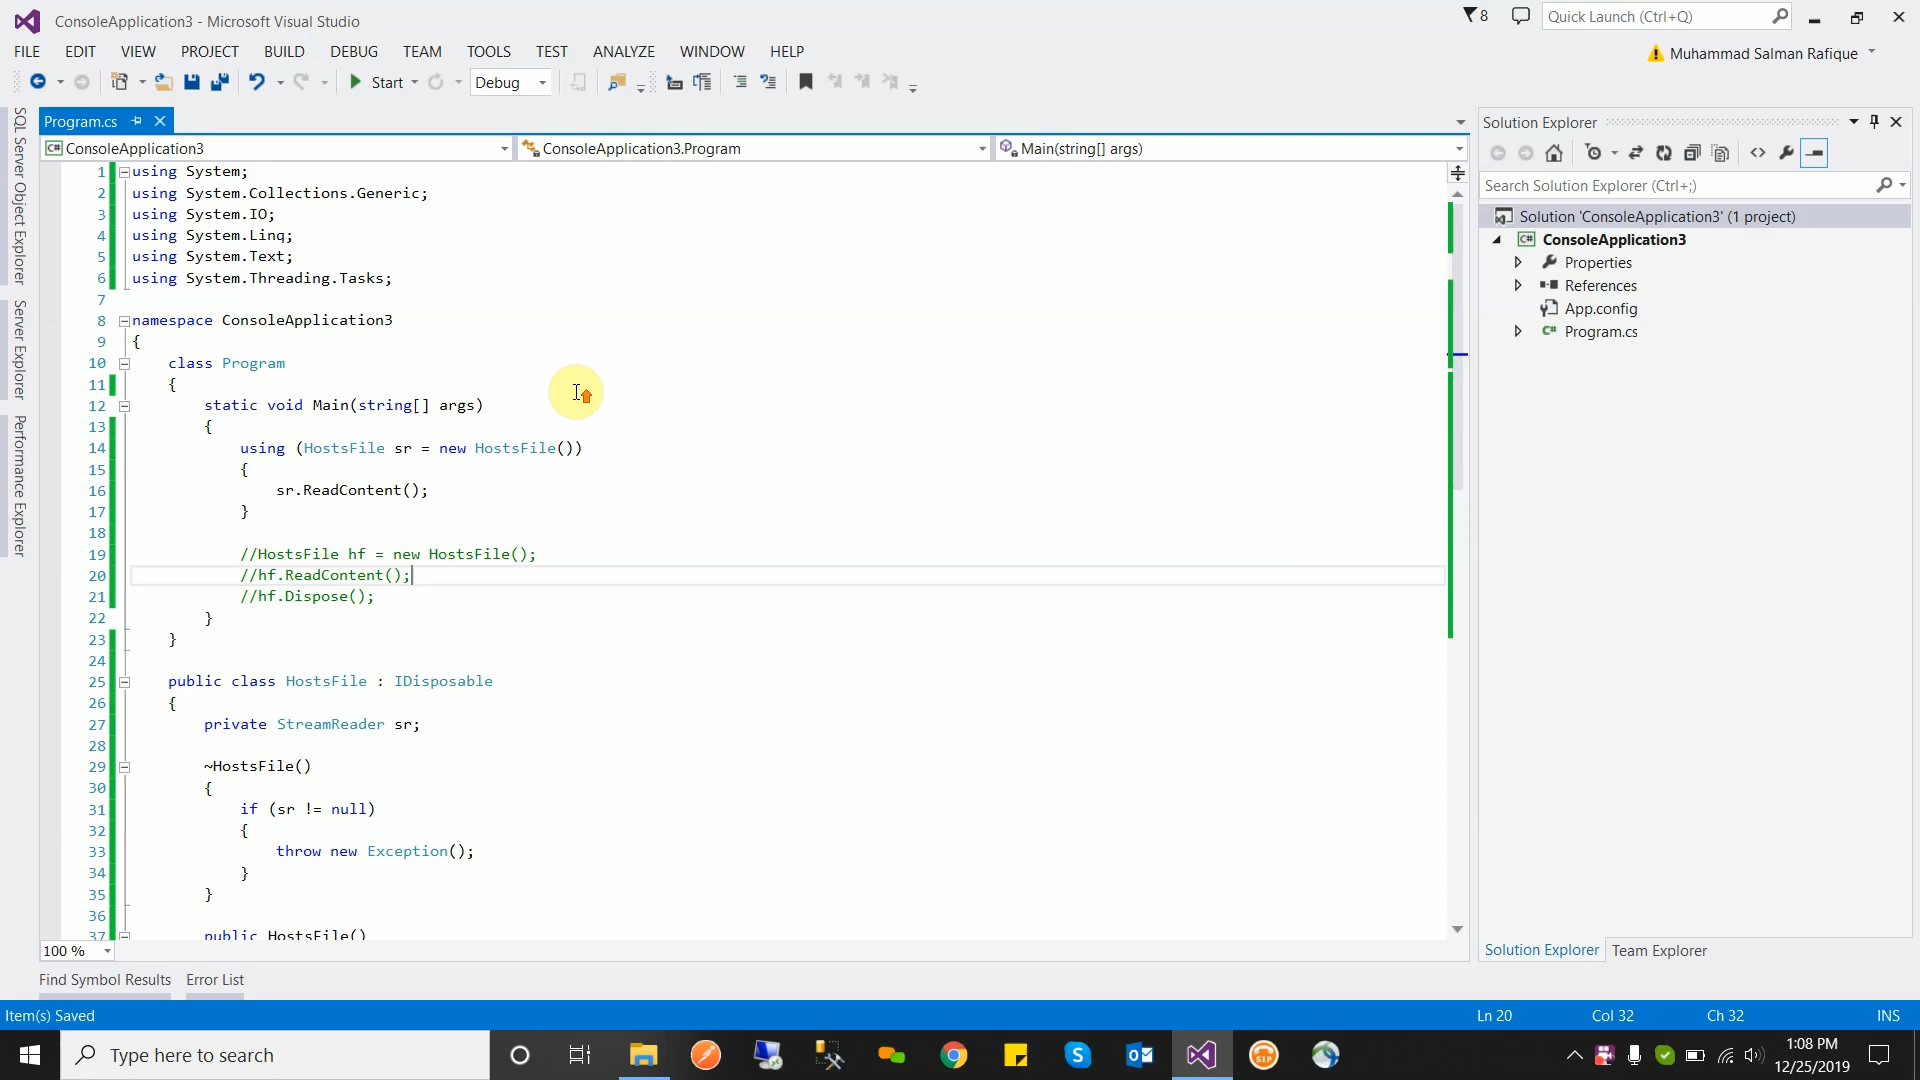 ConsoleApplication3 - Microsoft Visual Studio
8
Quick Launch (Ctrl+Q)
FILE EDIT VIEW PROJECT BUILD DEBUG TEAM TOOLS TEST ANALYZE WINDOW HELP
Muhammad Salman Rafique
Start Debug
SQL Server Object Explorer
Server Explorer
Performance Explorer
Program.cs
ConsoleApplication3 ConsoleApplication3.Program Main(string[] args)
1 using System;
2 using System.Collections.Generic;
3 using System.IO;
4 using System.Linq;
5 using System.Text;
6 using System.Threading.Tasks;
7
8 namespace ConsoleApplication3
9 {
10 class Program
11 {
12 static void Main(string[] args)
13 {
14 using (HostsFile sr = new HostsFile())
15 {
16 sr.ReadContent();
17 }
18
19 //HostsFile hf = new HostsFile();
20 //hf.ReadContent();
21 //hf.Dispose();
22 }
23 }
24
25 public class HostsFile : IDisposable
26 {
27 private StreamReader sr;
28
29 ~HostsFile()
30 {
31 if (sr != null)
32 {
33 throw new Exception();
34 }
35 }
36
37 public HostsFile()
100 %
Solution Explorer
Search Solution Explorer (Ctrl+;)
Solution 'ConsoleApplication3' (1 project)
ConsoleApplication3
Properties
References
App.config
Program.cs
Solution Explorer Team Explorer
Find Symbol Results Error List
Item(s) Saved Ln 20 Col 32 Ch 32 INS
Type here to search
SIP
1:08 PM
12/25/2019